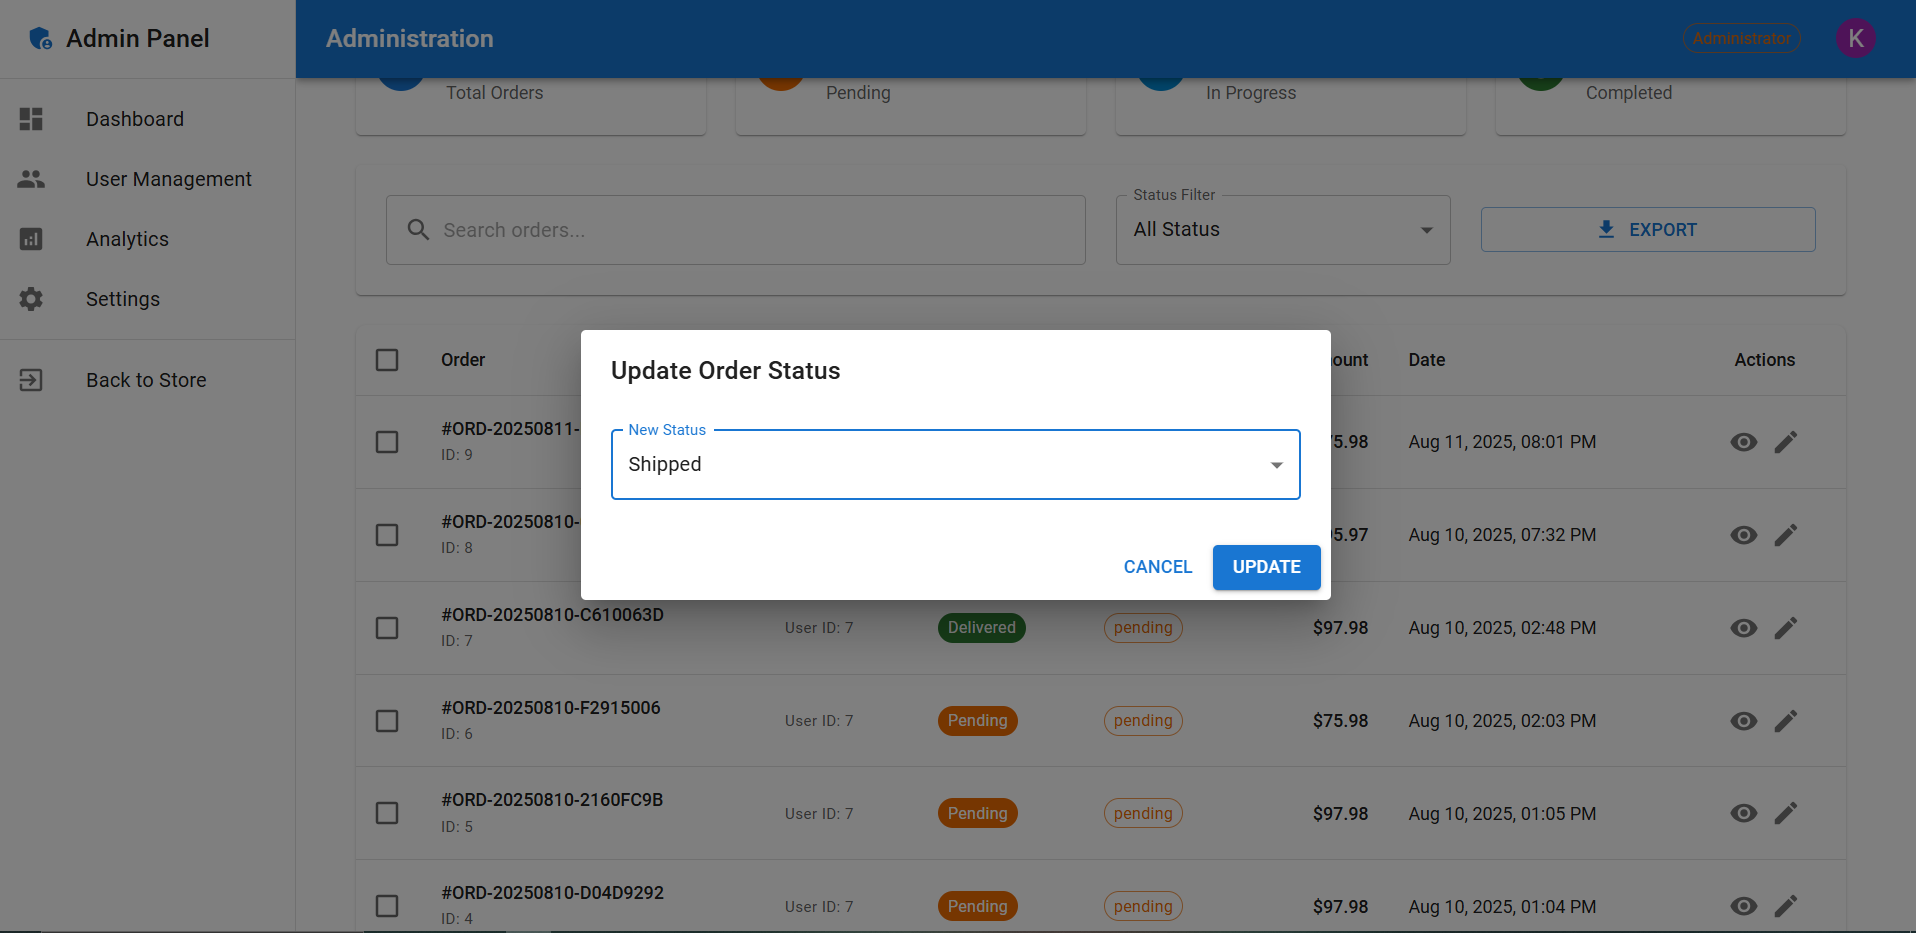 Admin Panel
Administration
Administrator
K
Dashboard
User Management
Analytics
Settings
Back to Store
Total Orders
Pending
In Progress
Completed
Search orders...
Status Filter
All Status
EXPORT
Order
Date
Actions
Update Order Status
New Status
Shipped
CANCEL
UPDATE
#ORD-20250811-
ID: 9
5.98 Aug 11, 2025, 08:01 PM
#ORD-20250810-
ID: 8
5.97 Aug 10, 2025, 07:32 PM
#ORD-20250810-C610063D
ID: 7
User ID: 7 Delivered pending $97.98 Aug 10, 2025, 02:48 PM
#ORD-20250810-F2915006
ID: 6
User ID: 7 Pending pending $75.98 Aug 10, 2025, 02:03 PM
#ORD-20250810-2160FC9B
ID: 5
User ID: 7 Pending pending $97.98 Aug 10, 2025, 01:05 PM
#ORD-20250810-D04D9292
ID: 4
User ID: 7 Pending pending $97.98 Aug 10, 2025, 01:04 PM